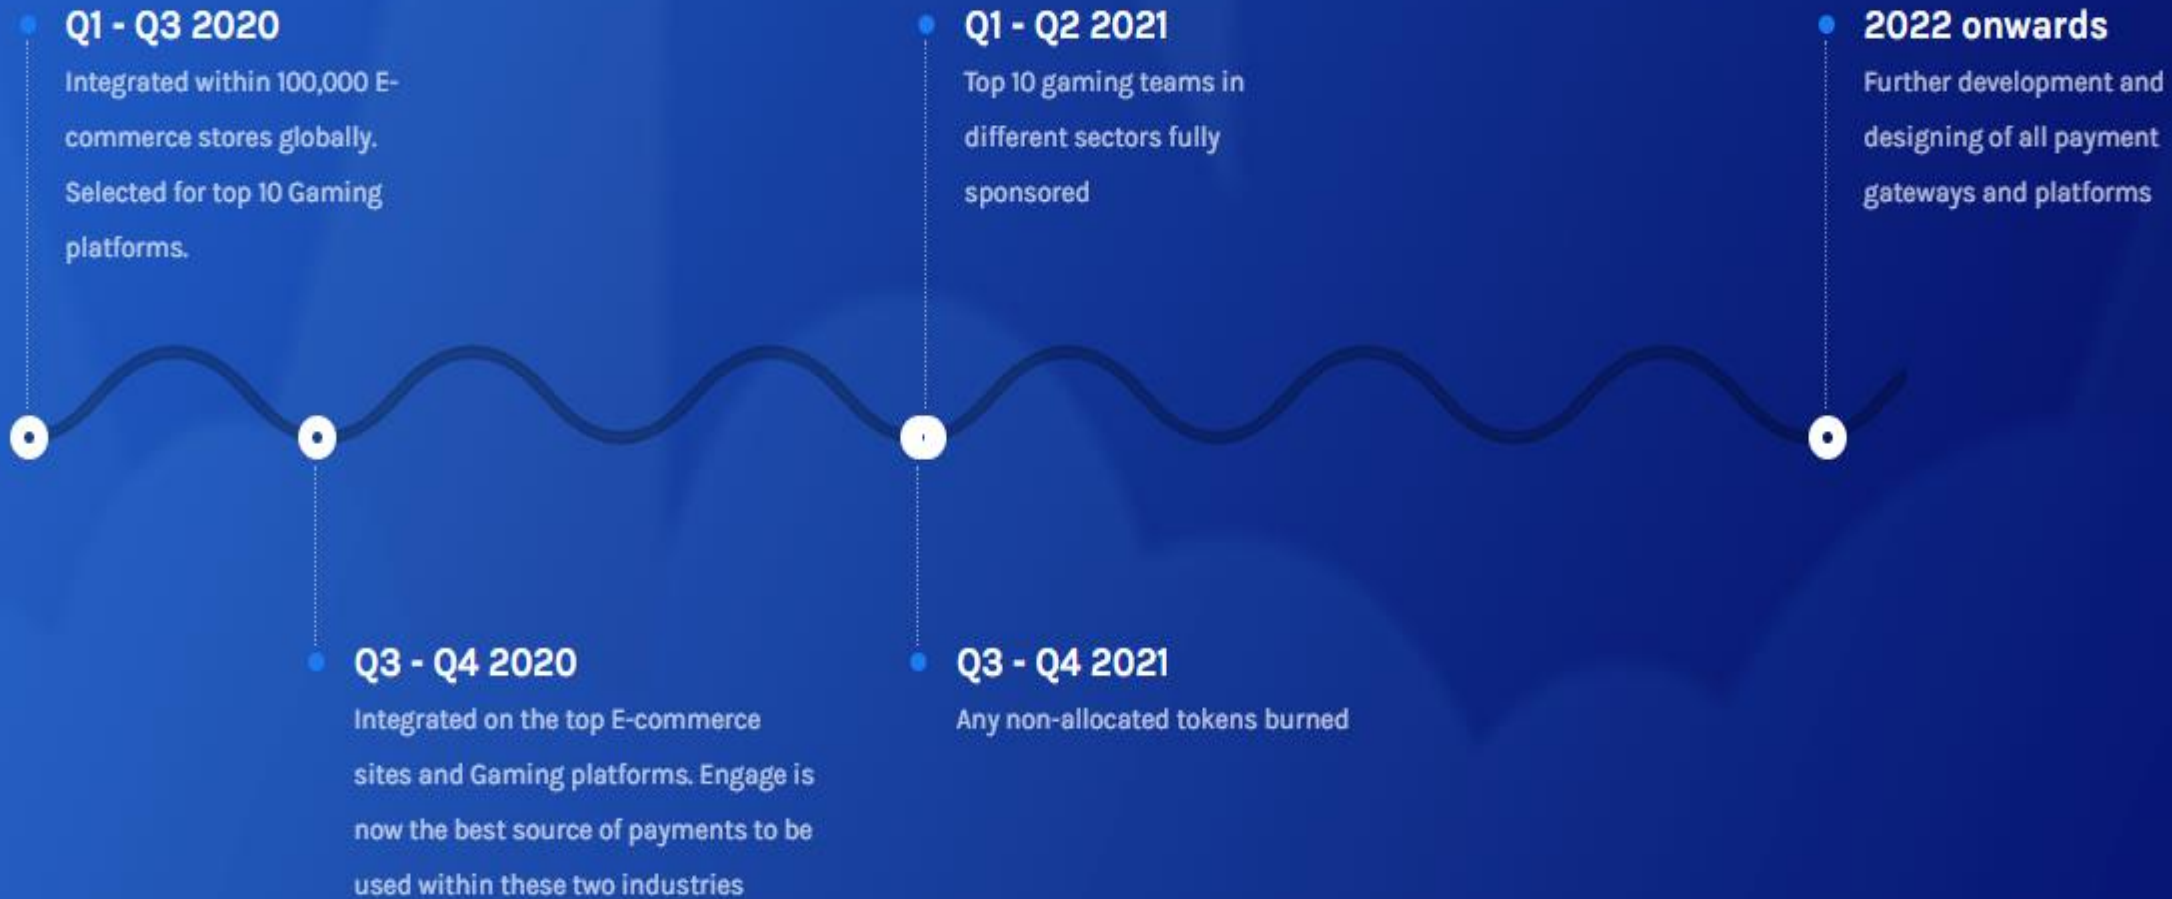 Q1 - Q3 2020
Integrated within 100,000 E-
commerce stores globally.
Selected for top 10 Gaming
platforms.
Q3 - Q4 2020
Integrated on the top E-commerce
sites and Gaming platforms. Engage is
now the best source of payments to be
used within these two industries
Q1 - Q2 2021
Top 10 gaming teams in
different sectors fully
sponsored
Q3 - Q4 2021
Any non-allocated tokens burned
2022 onwards
Further development and
designing of all payment
gateways and platforms